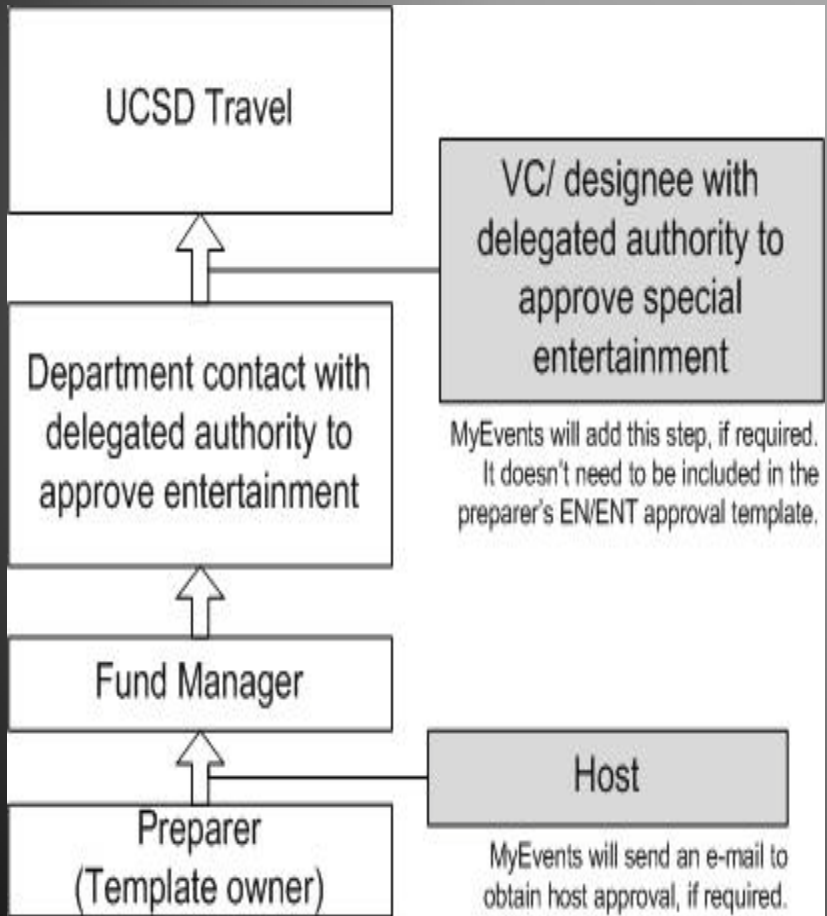 UCSD Travel
VC/ designee with
delegated authority to
approve special
entertainment
MyEvents will add this step, if required.
It doesn't need to be included in the
preparer's EN/ENT approval template.
Department contact with
delegated authority to
approve entertainment
Fund Manager
Host
MyEvents will send an e-mail to
obtain host approval, if required.
Preparer
(Template owner)